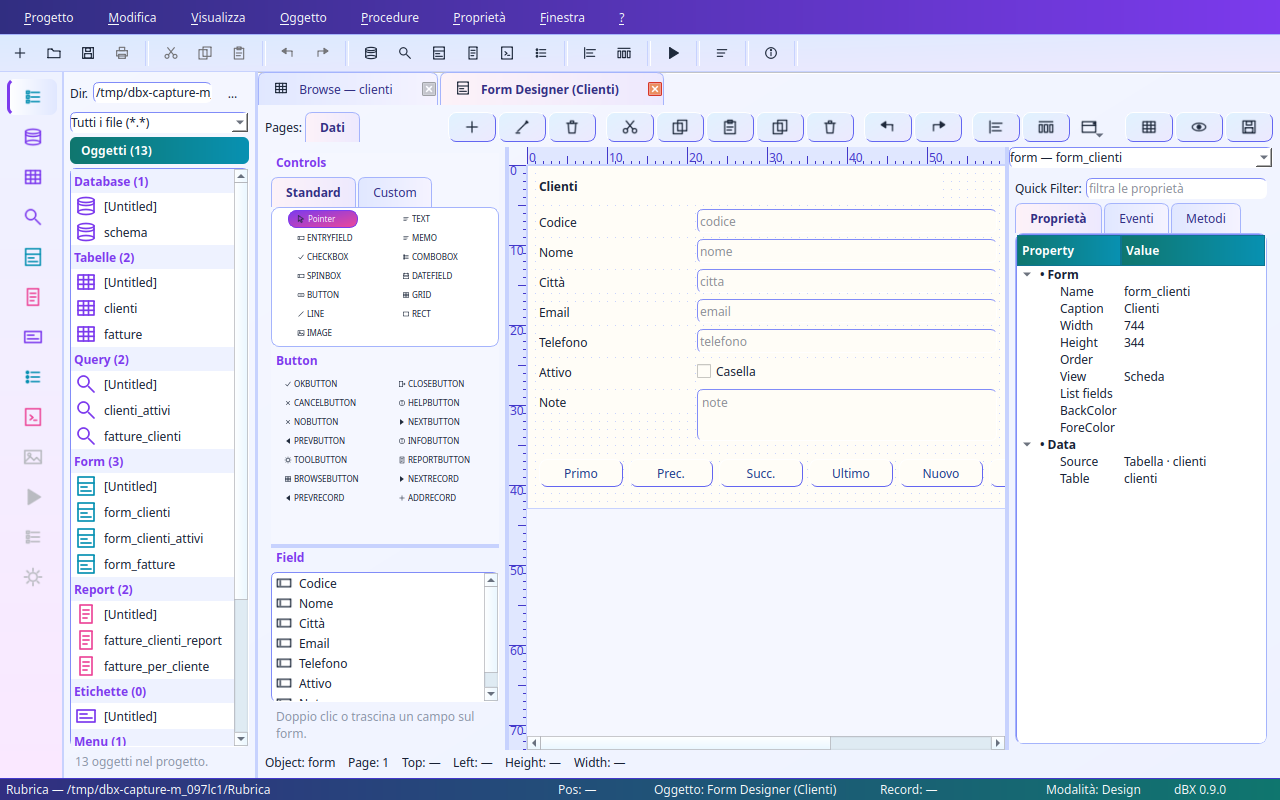 Progetto Modifica Visualizza Oggetto Procedure Proprietà Finestra ?
Dir. /tmp/dbx-capture-m ...
Tutti i file (*.*)
Oggetti (13)
Database (1)
[Untitled]
schema
Tabelle (2)
[Untitled]
clienti
fatture
Query (2)
[Untitled]
clienti_attivi
fatture_clienti
Form (3)
[Untitled]
form_clienti
form_clienti_attivi
form_fatture
Report (2)
[Untitled]
fatture_clienti_report
fatture_per_cliente
Etichette (0)
[Untitled]
Menu (1)
13 oggetti nel progetto.
Browse — clienti
Form Designer (Clienti)
Pages: Dati
Controls
Standard Custom
Pointer TEXT
ENTRYFIELD MEMO
CHECKBOX COMBOBOX
SPINBOX DATEFIELD
BUTTON GRID
LINE RECT
IMAGE
Button
OKBUTTON CLOSEBUTTON
CANCELBUTTON HELPBUTTON
NOBUTTON NEXTBUTTON
PREVBUTTON INFOBUTTON
TOOLBUTTON REPORTBUTTON
BROWSEBUTTON NEXTRECORD
PREVRECORD ADDRECORD
Field
Codice
Nome
Città
Email
Telefono
Attivo
Doppio clic o trascina un campo sul
form.
0 10 20 30 40 50
0
10
20
30
40
50
60
70
Clienti
Codice codice
Nome nome
Città citta
Email email
Telefono telefono
Attivo Casella
Note note
Primo Prec. Succ. Ultimo Nuovo
form — form_clienti
Quick Filter: filtra le proprietà
Proprietà Eventi Metodi
Property Value
• Form
Name form_clienti
Caption Clienti
Width 744
Height 344
Order
View Scheda
List fields
BackColor
ForeColor
• Data
Source Tabella · clienti
Table clienti
Object: form Page: 1 Top: — Left: — Height: — Width: —
Rubrica — /tmp/dbx-capture-m_097lc1/Rubrica Pos: — Oggetto: Form Designer (Clienti) Record: — Modalità: Design dBX 0.9.0